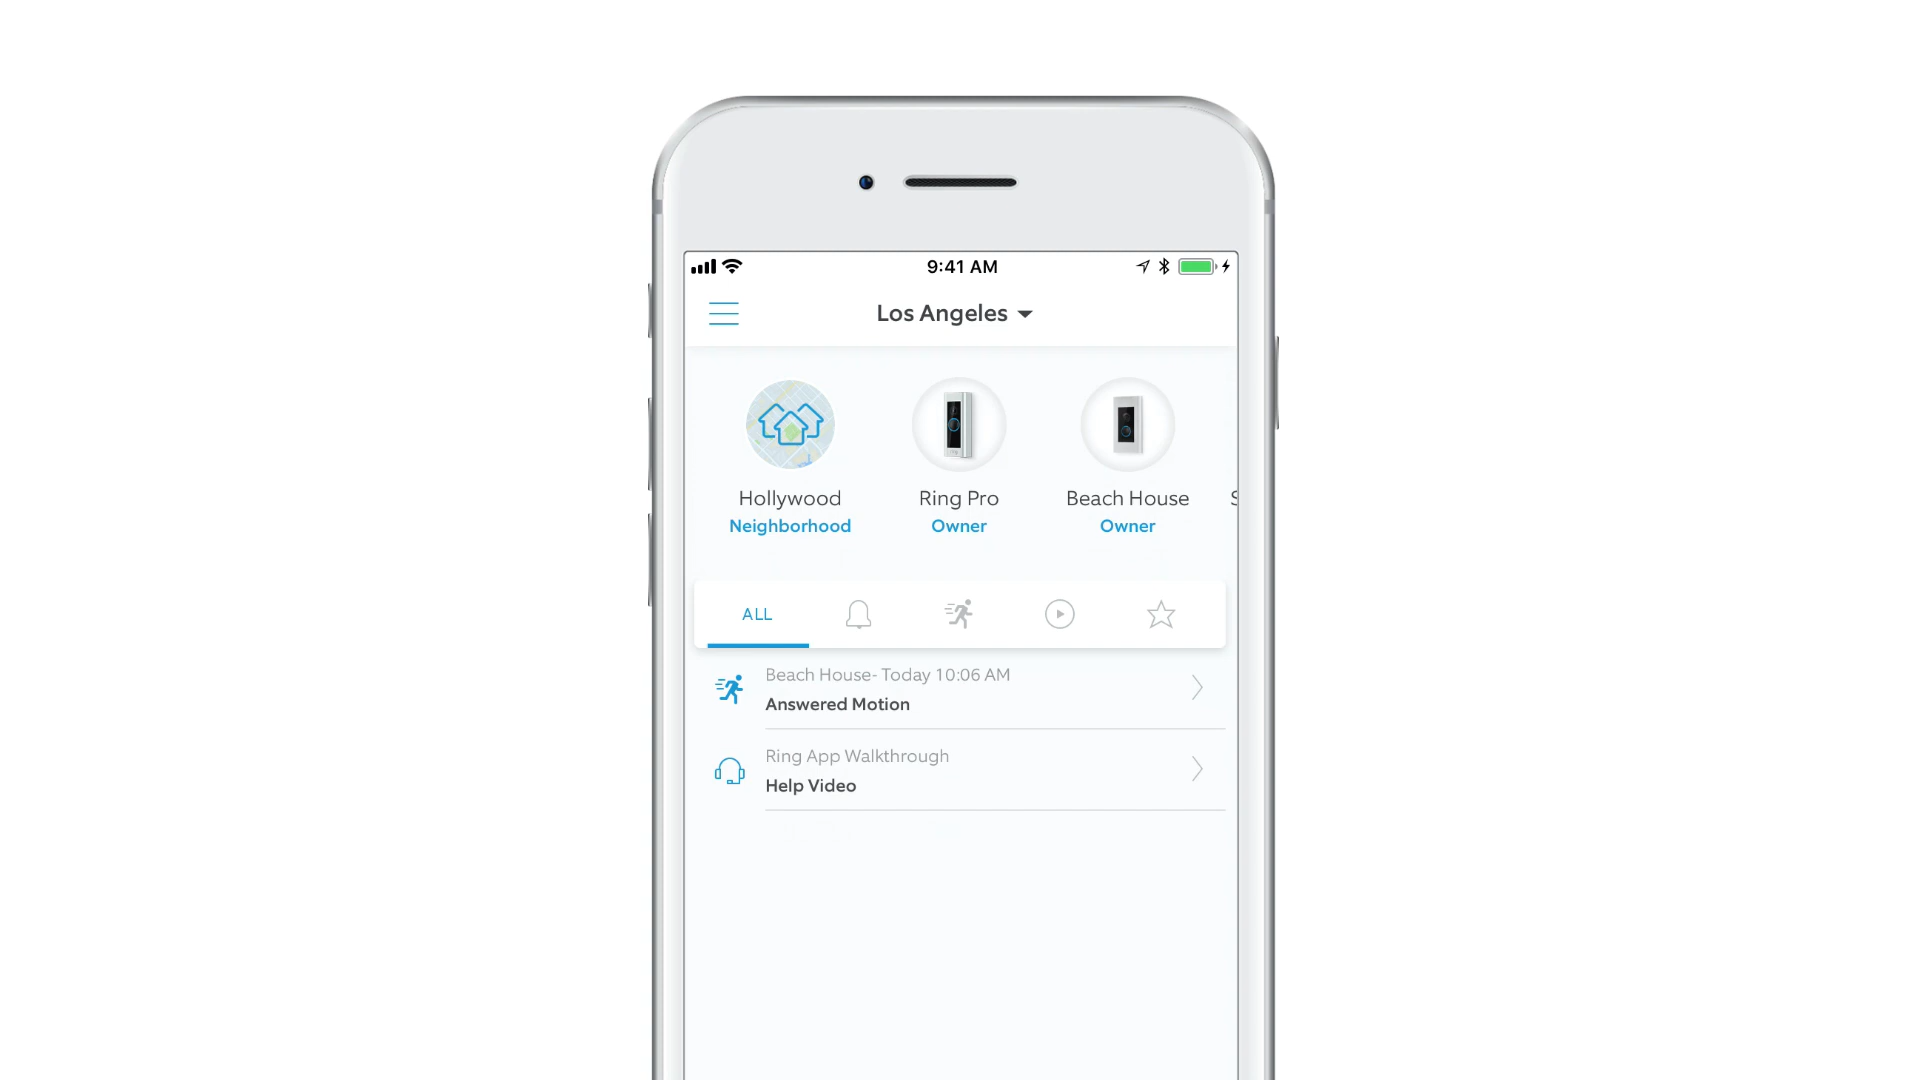 9:41 AM
Los Angeles
Hollywood
Neighborhood
Ring Pro
Owner
Beach House
Owner
S
ALL
Beach House- Today 10:06 AM
Answered Motion
Ring App Walkthrough
Help Video